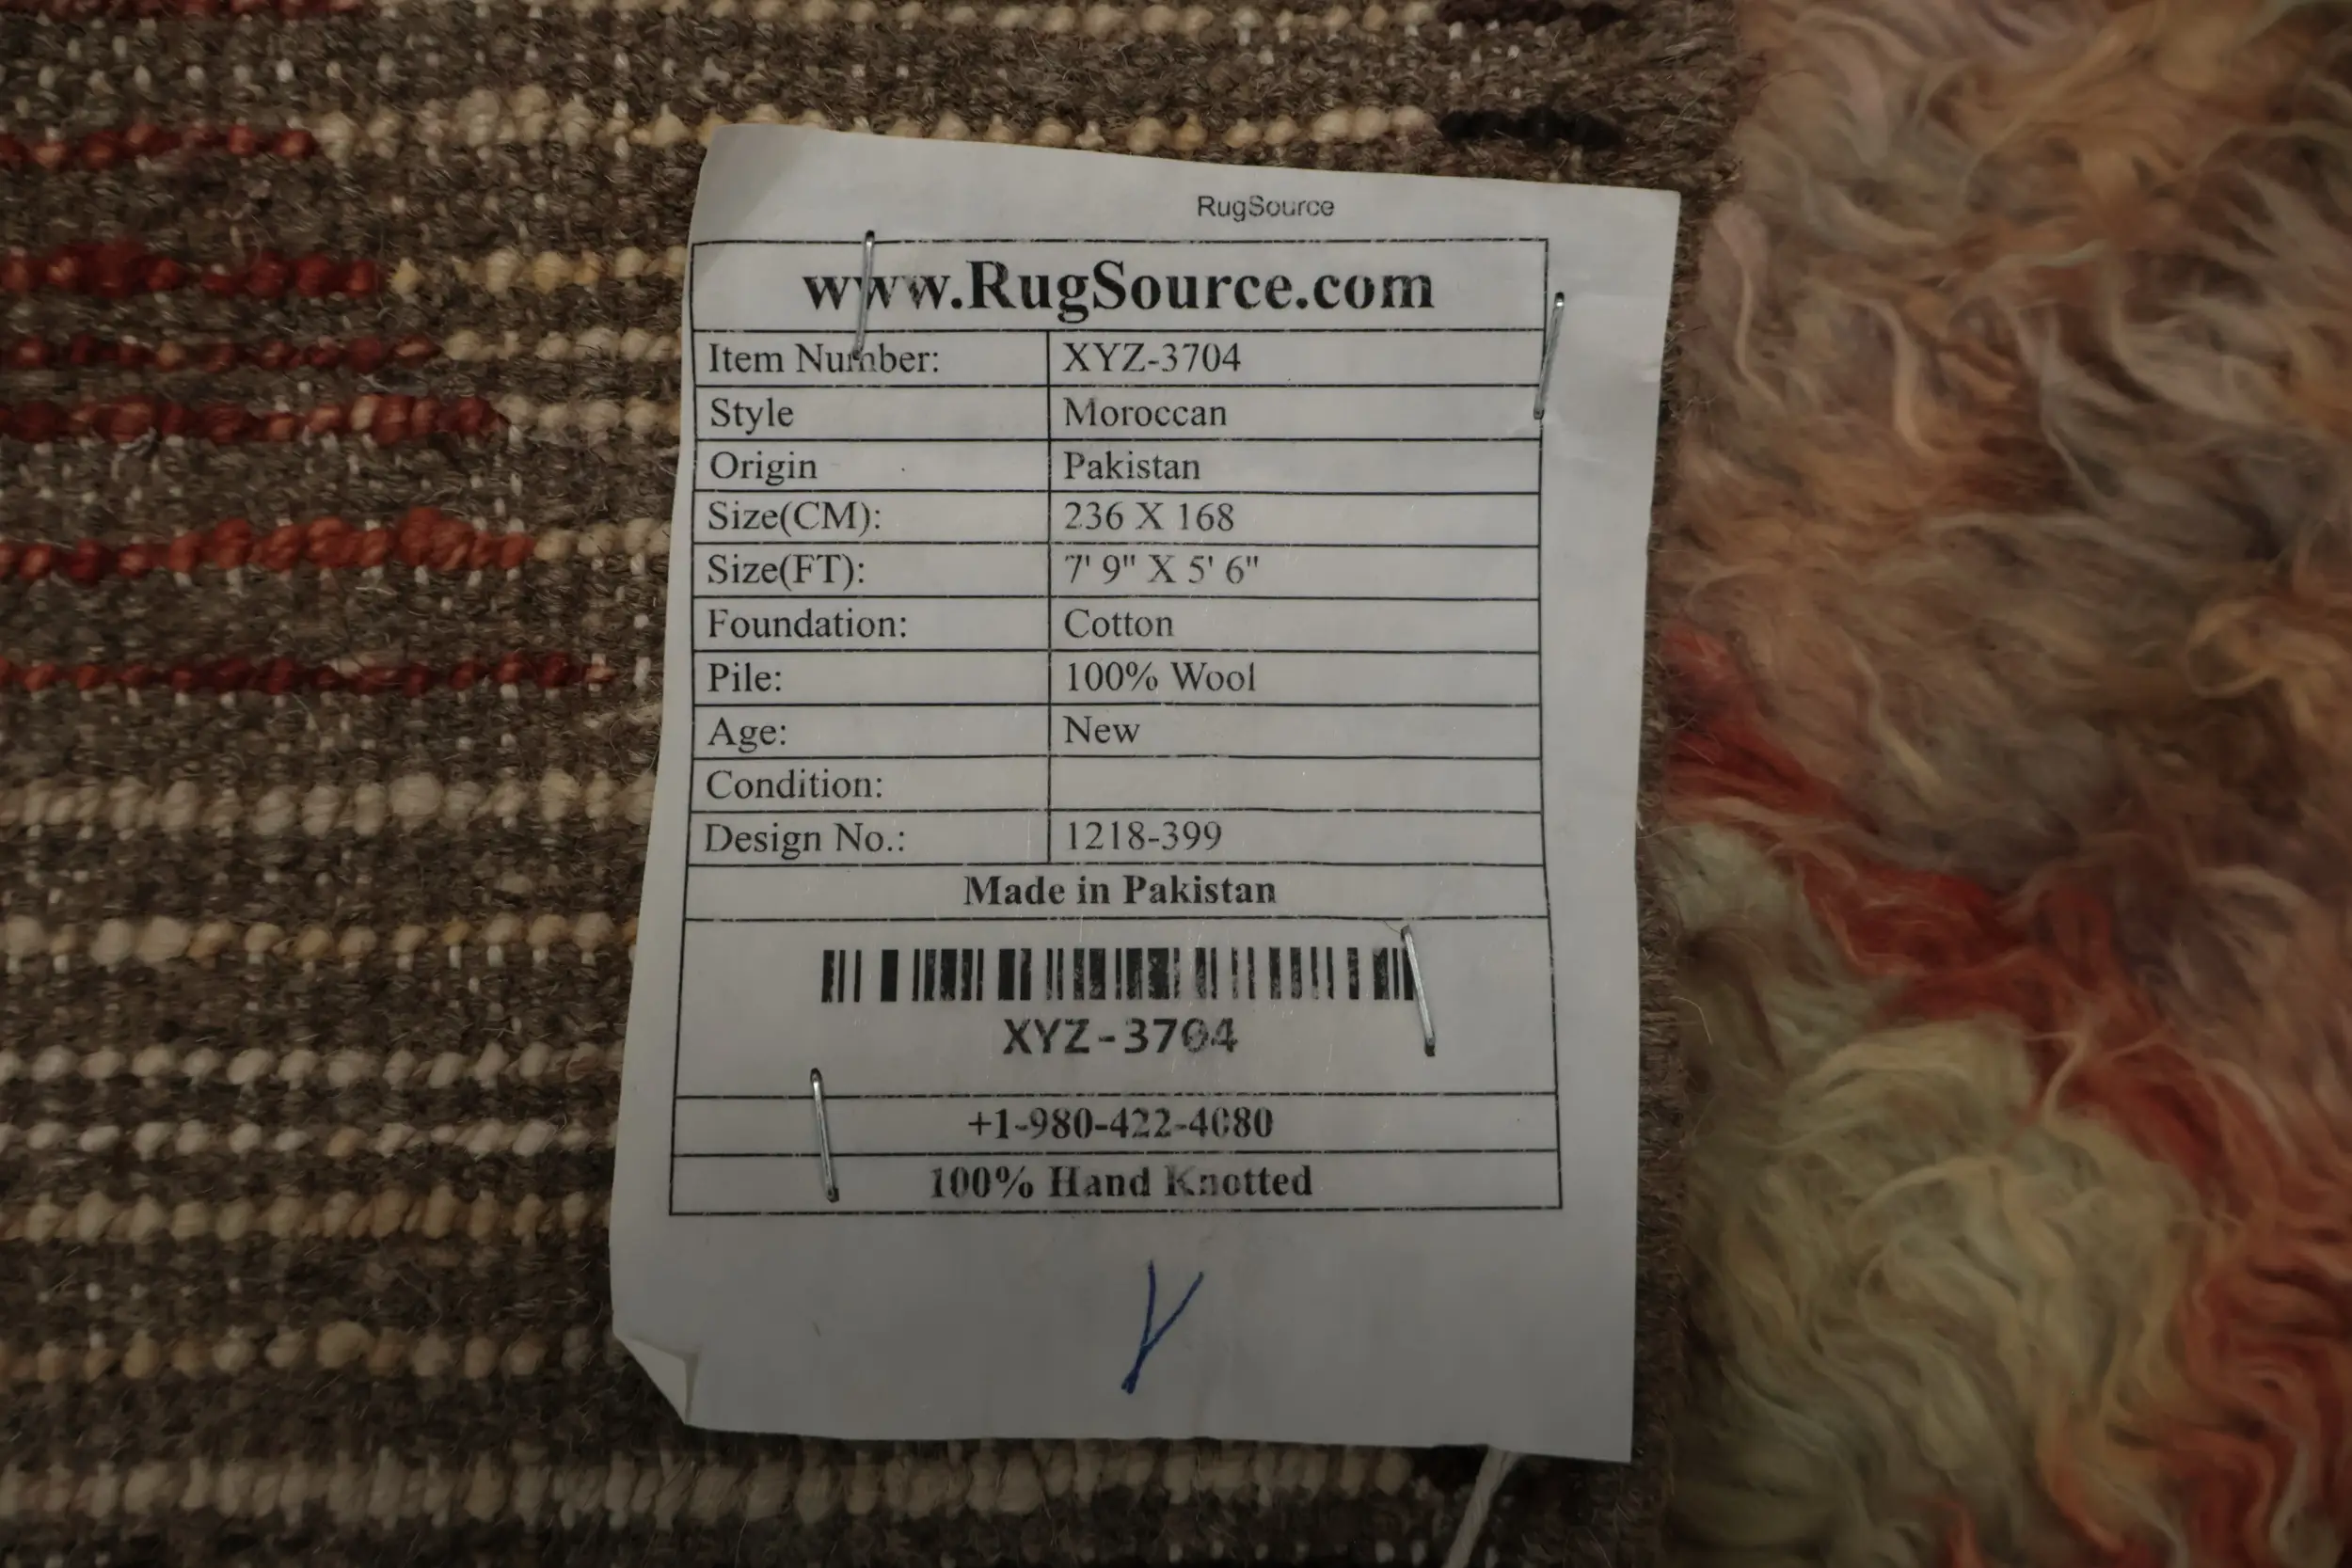 RugSource
www.RugSource.com
Item Number: XYZ-3704
Style Moroccan
Origin Pakistan
Size(CM): 236 X 168
Size(FT): 7' 9" X 5' 6"
Foundation: Cotton
Pile: 100% Wool
Age: New
Condition:
Design No.: 1218-399
Made in Pakistan
XYZ-3704
+1-980-422-4080
100% Hand Knotted